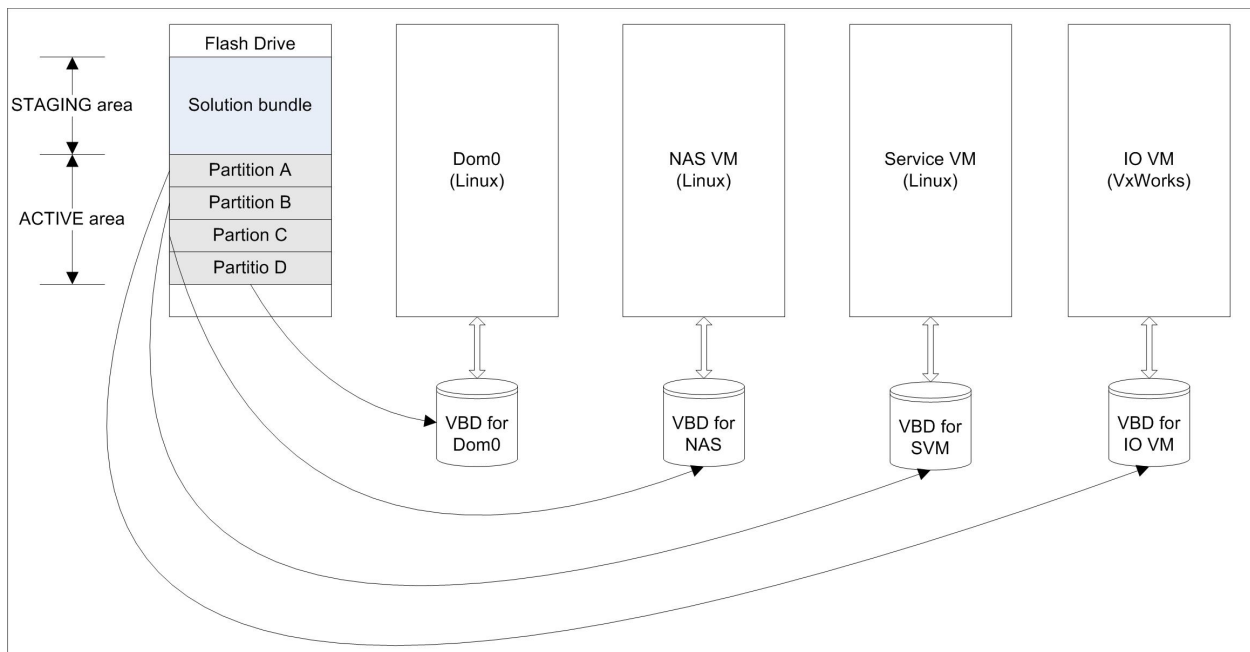 Flash Drive
STAGING area
Solution bundle
ACTIVE area
Partition A
Partition B
Partion C
Partitio D
Dom0
(Linux)
NAS VM
(Linux)
Service VM
(Linux)
IO VM
(VxWorks)
VBD for
Dom0
VBD for
NAS
VBD for
SVM
VBD for
IO VM